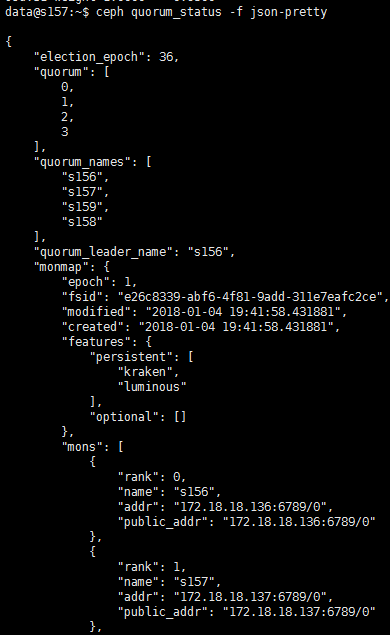 data@s157:~$ ceph quorum_status -f json-pretty
{
    "election_epoch": 36,
    "quorum": [
        0,
        1,
        2,
        3
    ],
    "quorum_names": [
        "s156",
        "s157",
        "s159",
        "s158"
    ],
    "quorum_leader_name": "s156",
    "monmap": {
        "epoch": 1,
        "fsid": "e26c8339-abf6-4f81-9add-311e7eafc2ce",
        "modified": "2018-01-04 19:41:58.431881",
        "created": "2018-01-04 19:41:58.431881",
        "features": {
            "persistent": [
                "kraken",
                "luminous"
            ],
            "optional": []
        },
        "mons": [
            {
                "rank": 0,
                "name": "s156",
                "addr": "172.18.18.136:6789/0",
                "public_addr": "172.18.18.136:6789/0"
            },
            {
                "rank": 1,
                "name": "s157",
                "addr": "172.18.18.137:6789/0",
                "public_addr": "172.18.18.137:6789/0"
            },